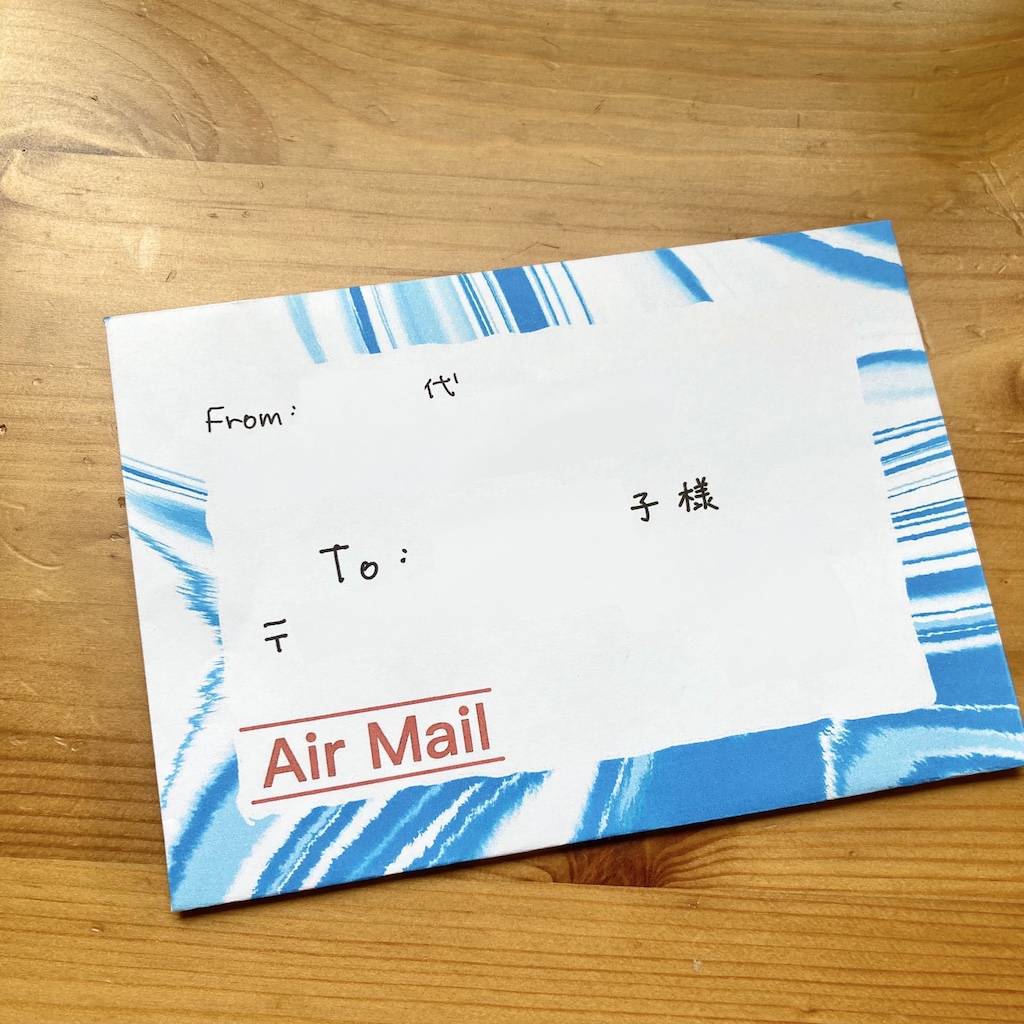 From: 代
To: 子 様
〒
Air Mail